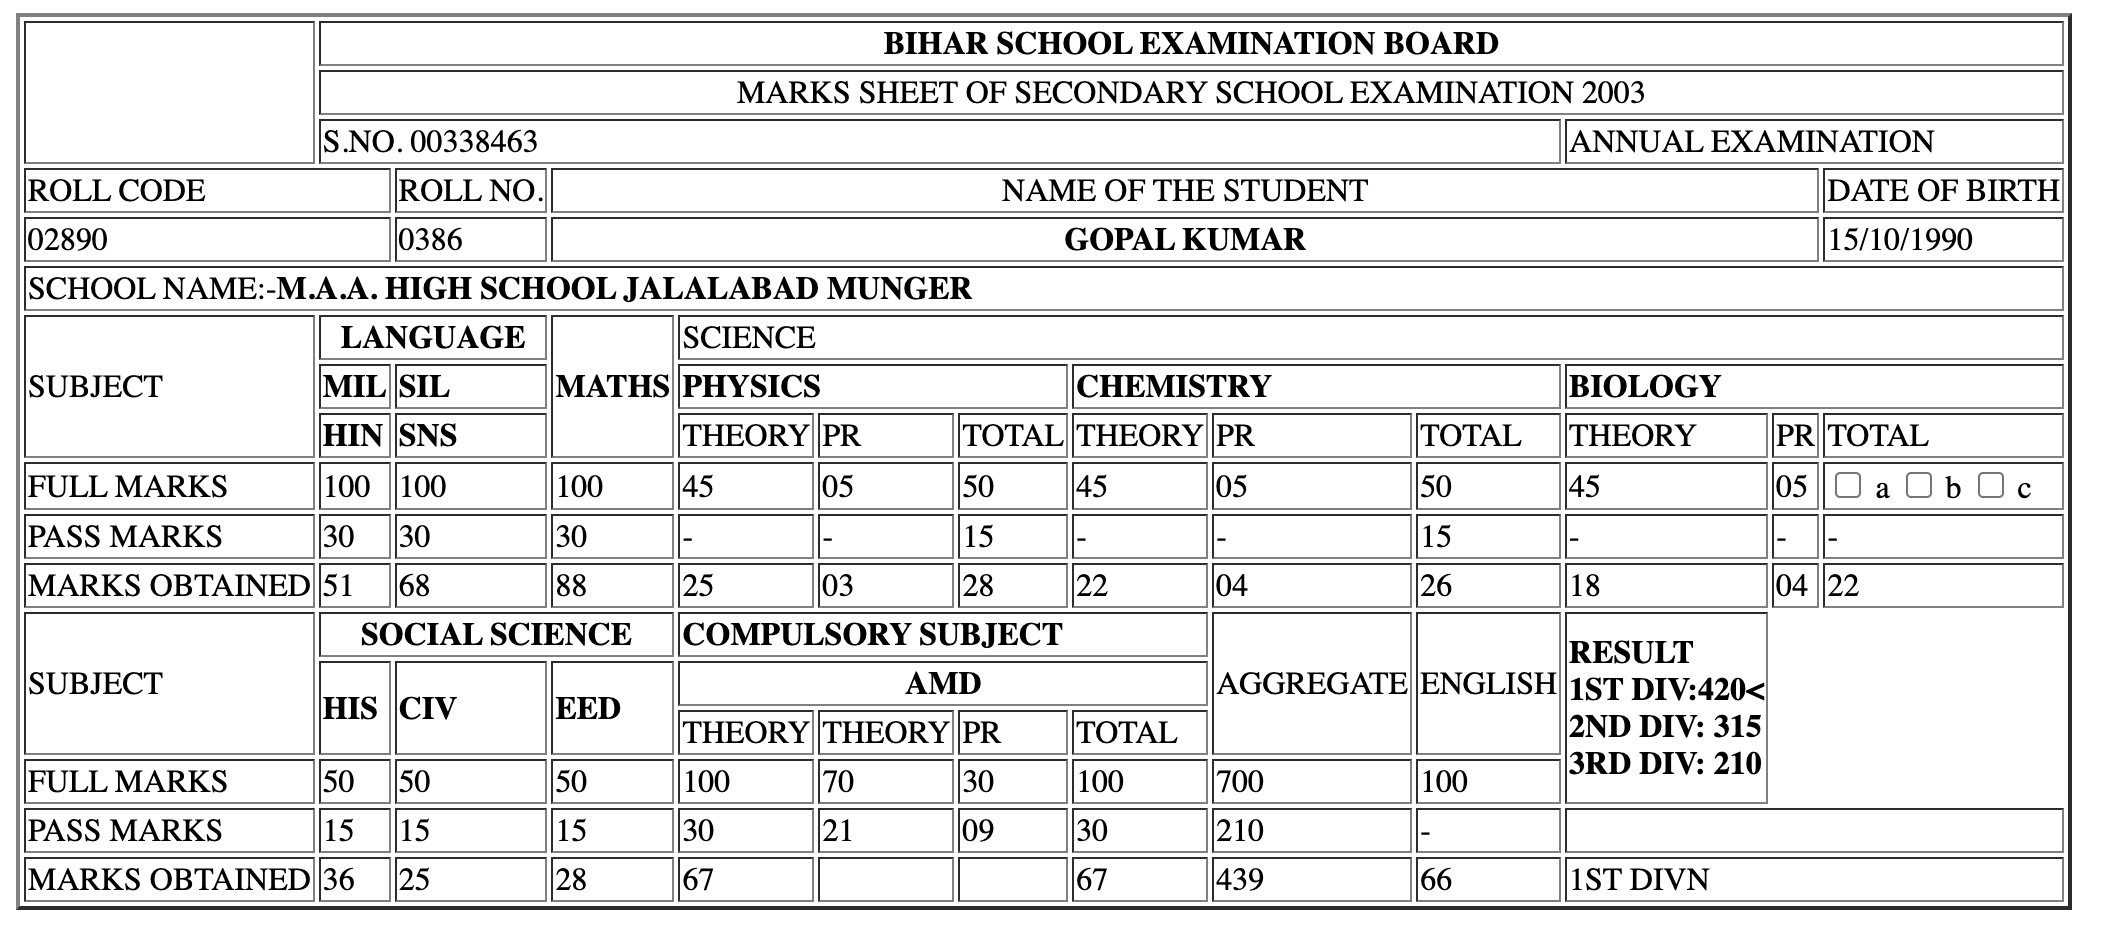 BIHAR SCHOOL EXAMINATION BOARD
MARKS SHEET OF SECONDARY SCHOOL EXAMINATION 2003
S.NO. 00338463 ANNUAL EXAMINATION
ROLL CODE ROLL NO. NAME OF THE STUDENT DATE OF BIRTH
02890 0386 GOPAL KUMAR 15/10/1990
SCHOOL NAME:-M.A.A. HIGH SCHOOL JALALABAD MUNGER
SUBJECT LANGUAGE MATHS SCIENCE
MIL SIL PHYSICS CHEMISTRY BIOLOGY
HIN SNS THEORY PR TOTAL THEORY PR TOTAL THEORY PR TOTAL
FULL MARKS 100 100 100 45 05 50 45 05 50 45 05 a b c
PASS MARKS 30 30 30 - - 15 - - 15 - - -
MARKS OBTAINED 51 68 88 25 03 28 22 04 26 18 04 22
SUBJECT SOCIAL SCIENCE COMPULSORY SUBJECT AGGREGATE ENGLISH RESULT
HIS CIV EED AMD 1ST DIV:420<
2ND DIV: 315
THEORY THEORY PR TOTAL 3RD DIV: 210
FULL MARKS 50 50 50 100 70 30 100 700 100
PASS MARKS 15 15 15 30 21 09 30 210 -
MARKS OBTAINED 36 25 28 67 67 439 66 1ST DIVN